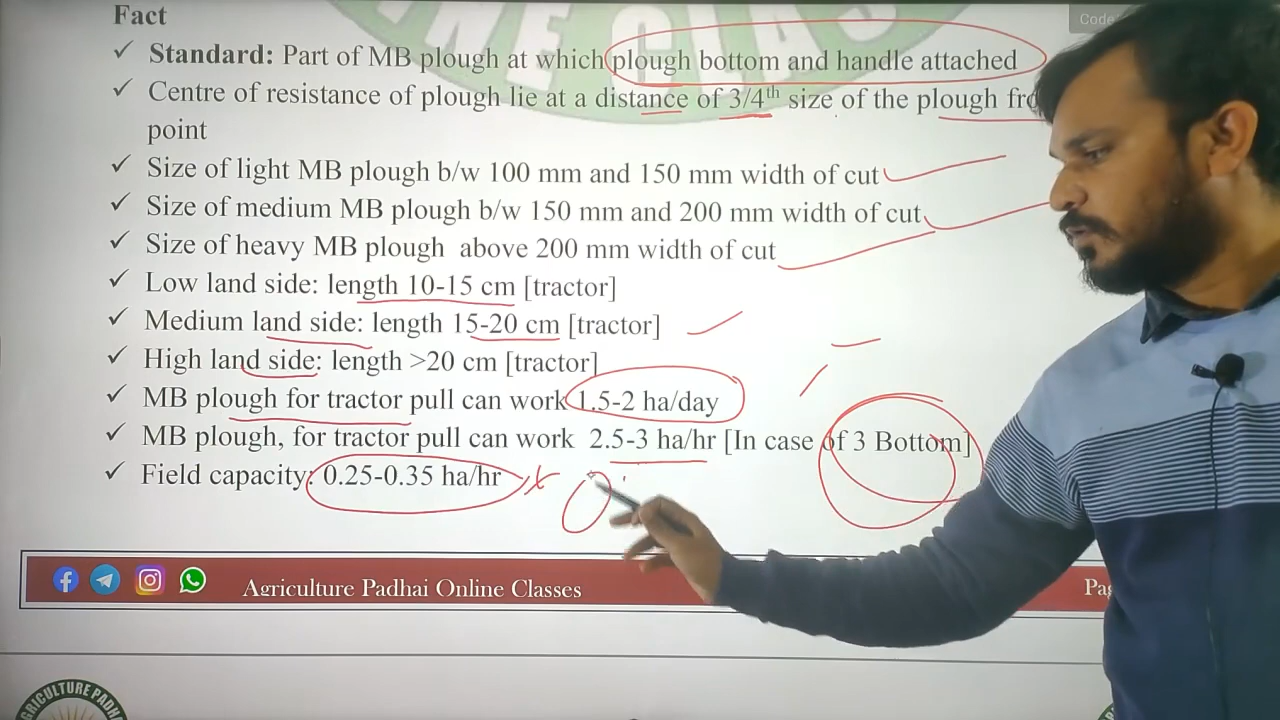 Fact
✓ Standard: Part of MB plough at which plough bottom and handle attached
✓ Centre of resistance of plough lie at a distance of 3/4th size of the plough
point
✓ Size of light MB plough b/w 100 mm and 150 mm width of cut
✓ Size of medium MB plough b/w 150 mm and 200 mm width of cut
✓ Size of heavy MB plough above 200 mm width of cut
✓ Low land side: length 10-15 cm [tractor]
✓ Medium land side: length 15-20 cm [tractor]
✓ High land side: length >20 cm [tractor]
✓ MB plough for tractor pull can work 1.5-2 ha/day
✓ MB plough, for tractor pull can work 2.5-3 ha/hr [In case of 3 Bottom]
✓ Field capacity: 0.25-0.35 ha/hr
Agriculture Padhai Online Classes